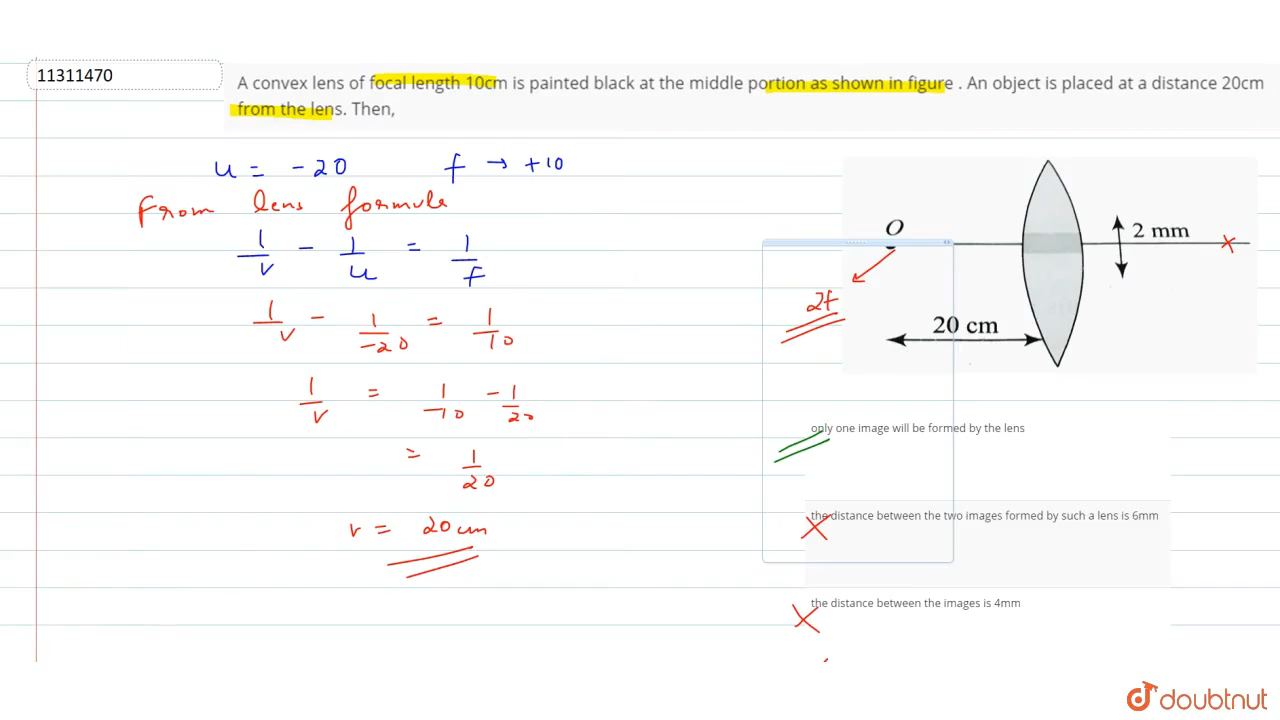 11311470
A convex lens of focal length 10cm is painted black at the middle portion as shown in figure . An object is placed at a distance 20cm
from the lens. Then,
u = - 20 f → +10
From lens formula
1/v - 1/u = 1/f
1/v - 1/-20 = 1/10
1/v = 1/10 - 1/20
= 1/20
v = 20 cm
O
2 mm
2f
20 cm
only one image will be formed by the lens
the distance between the two images formed by such a lens is 6mm
the distance between the images is 4mm
doubtnut